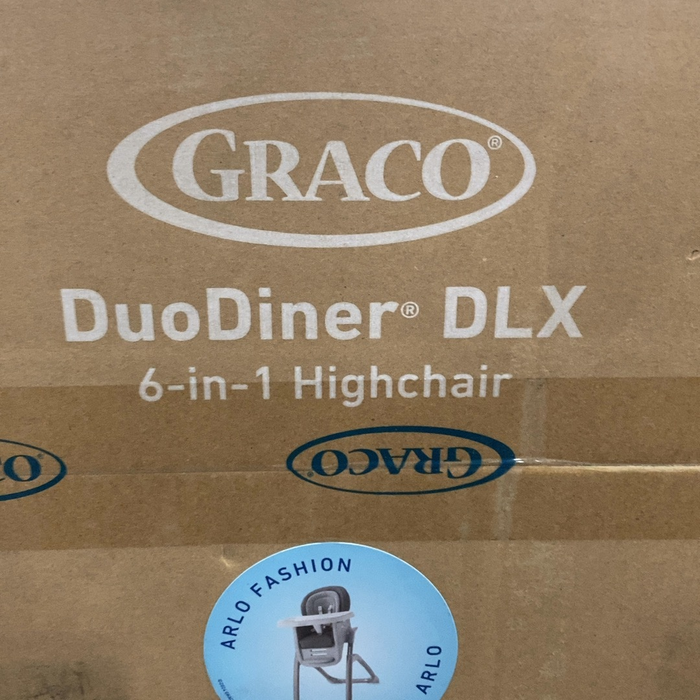 GRACO®
DuoDiner® DLX
6-in-1 Highchair
GRACO
ARLO FASHION
ARLO